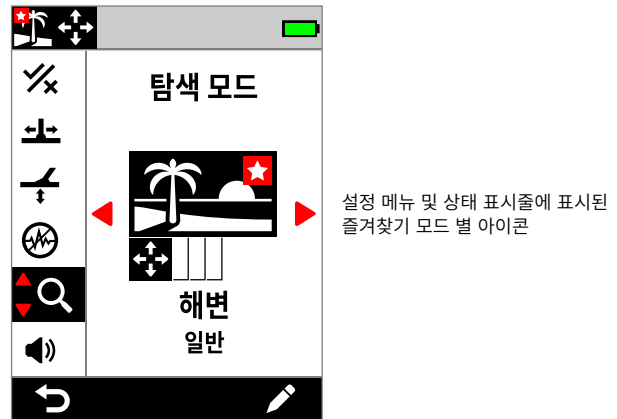 탐색 모드
설정 메뉴 및 상태 표시줄에 표시된
즐겨찾기 모드 별 아이콘
해변
일반